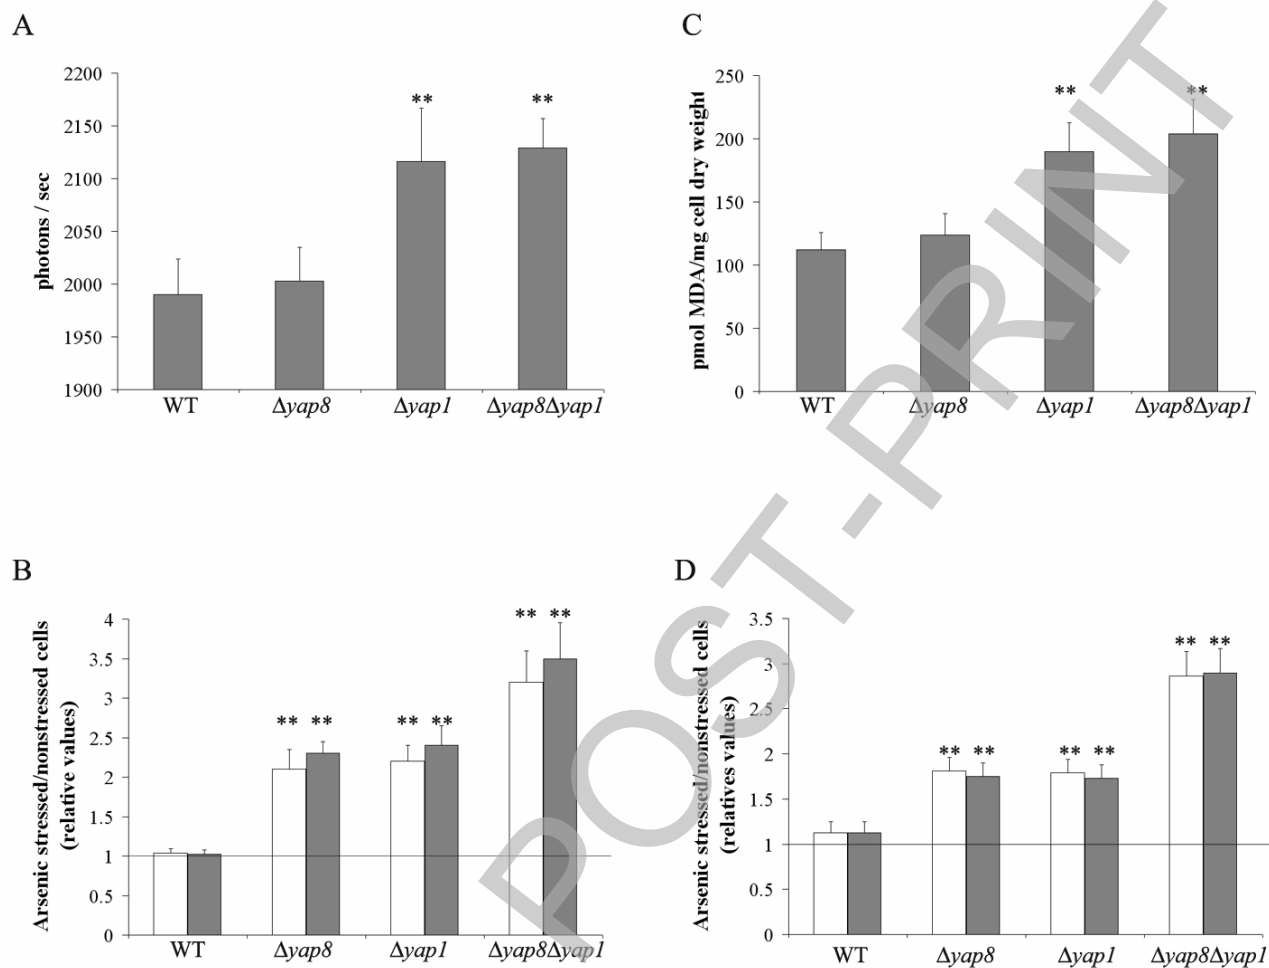 A
2200
2150
2100
2050
2000
1950
1900
photons / sec
** **
WT Δyap8 Δyap1 Δyap8Δyap1
C
250
200
150
100
50
0
pmol MDA/mg cell dry weight
** **
WT Δyap8 Δyap1 Δyap8Δyap1
B
4
3.5
3
2.5
2
1.5
1
0.5
0
Arsenic stressed/nonstressed cells
(relative values)
** ** ** ** ** **
WT Δyap8 Δyap1 Δyap8Δyap1
D
3.5
3
2.5
2
1.5
1
0.5
0
Arsenic stressed/nonstressed cells
(relatives values)
** ** ** ** ** **
WT Δyap8 Δyap1 Δyap8Δyap1
POST-PRINT